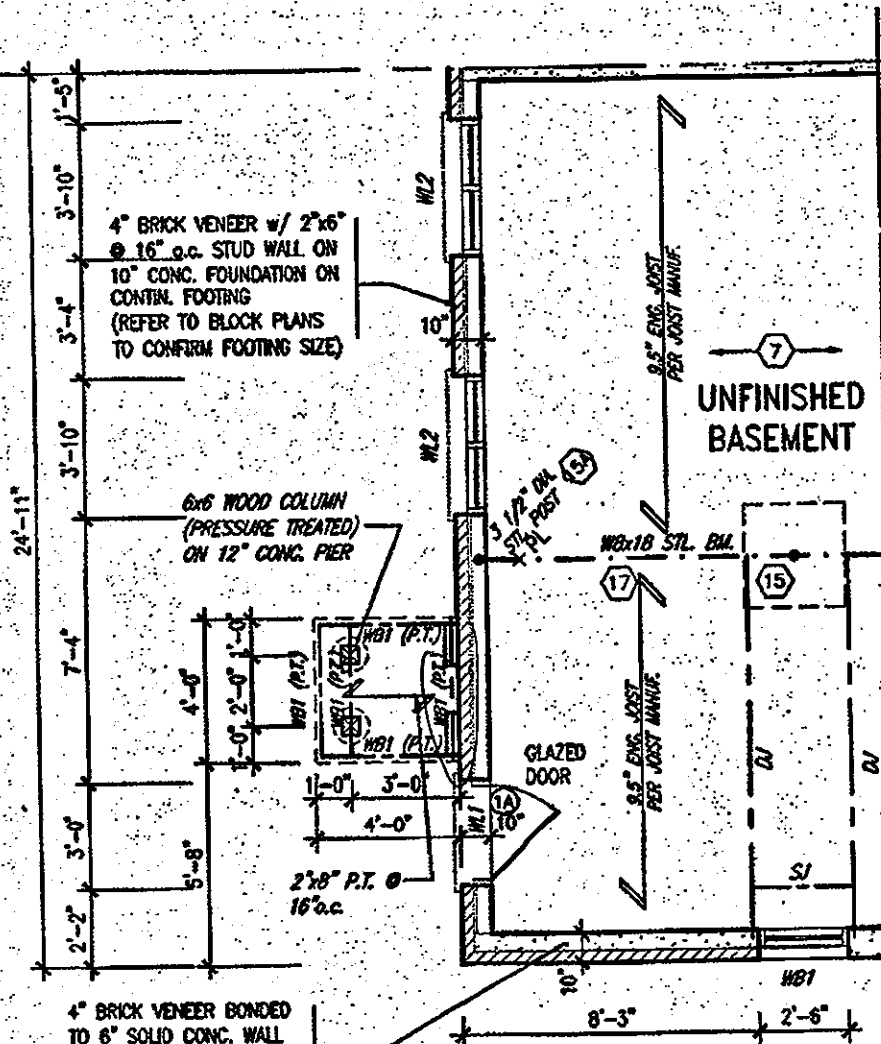 1'-5"
3'-10"
3'-4"
3'-10"
24'-11"
7'-4"
3'-0"
2'-2"
5'-8"
4" BRICK VENEER w/ 2"x6"
@ 16" o.c. STUD WALL ON
10" CONC. FOUNDATION ON
CONTIN. FOOTING
(REFER TO BLOCK PLANS
TO CONFIRM FOOTING SIZE)
WL2
10"
WL2
9.5" ENG. JOIST
PER JOIST MANUF.
7
UNFINISHED
BASEMENT
6x6 WOOD COLUMN
(PRESSURE TREATED)
ON 12" CONC. PIER
3 1/2" DIA.
STL. POST
PL
15A
W8x18 STL. BM.
17
15
4'-0"
1'-0"
2'-0"
1'-0"
WB1 (P.T.)
WB1 (P.T.)
WB1 (P.T.)
WB1 (P.T.)
WB1 (P.T.)
WB1 (P.T.)
1'-0"
3'-0"
4'-0"
GLAZED
DOOR
1A
WL1
10"
9.5" ENG. JOIST
PER JOIST MANUF.
DJ
DJ
SJ
2"x8" P.T. @
16"o.c.
10"
WB1
8'-3"
2'-6"
4" BRICK VENEER BONDED
TO 6" SOLID CONC. WALL